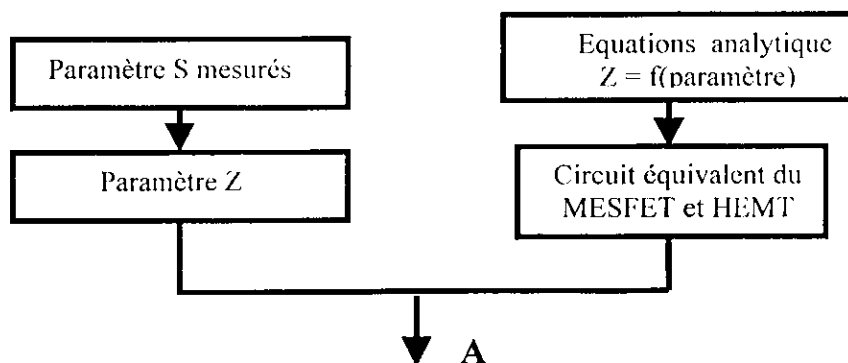 Paramètre S mesurés
Equations analytique
Z = f(paramètre)
Paramètre Z
Circuit équivalent du
MESFET et HEMT
A